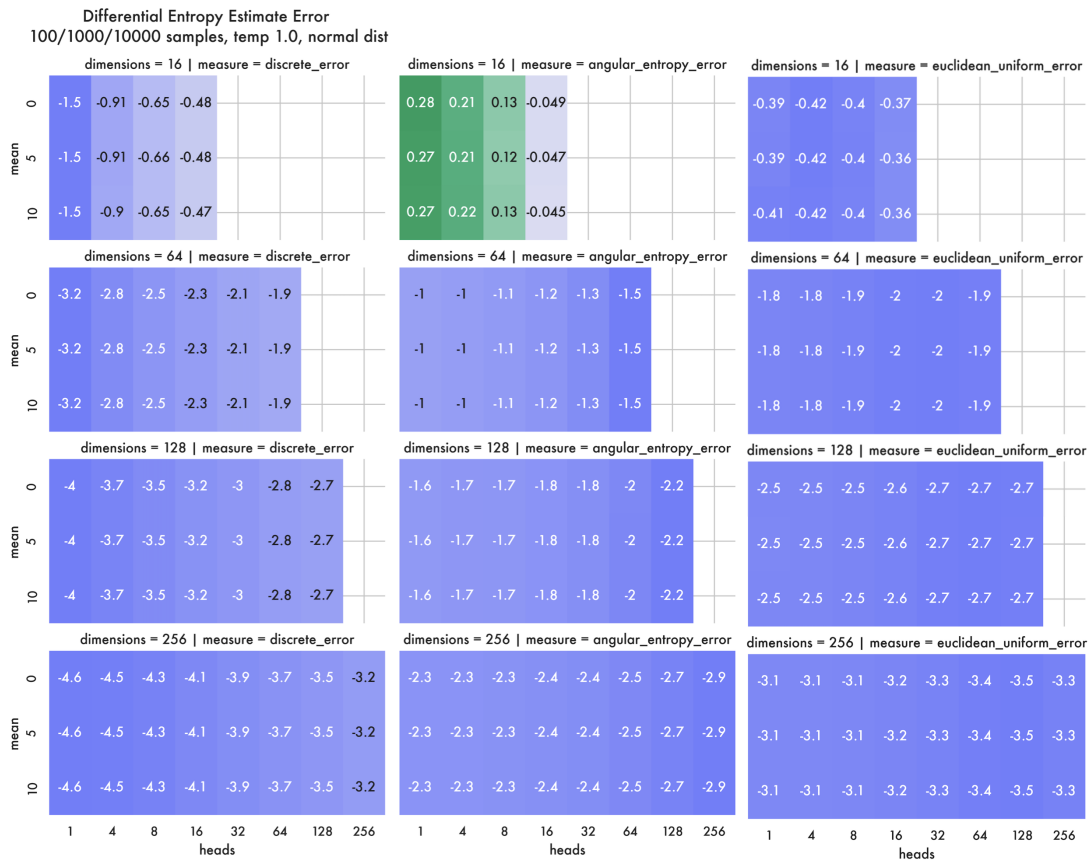 Differential Entropy Estimate Error
100/1000/10000 samples, temp 1.0, normal dist
dimensions = 16 | measure = discrete_error
mean
0
-1.5 -0.91 -0.65 -0.48
5
-1.5 -0.91 -0.66 -0.48
10
-1.5 -0.9 -0.65 -0.47
dimensions = 16 | measure = angular_entropy_error
0.28 0.21 0.13 -0.049
0.27 0.21 0.12 -0.047
0.27 0.22 0.13 -0.045
dimensions = 16 | measure = euclidean_uniform_error
-0.39 -0.42 -0.4 -0.37
-0.39 -0.42 -0.4 -0.36
-0.41 -0.42 -0.4 -0.36
dimensions = 64 | measure = discrete_error
mean
0
-3.2 -2.8 -2.5 -2.3 -2.1 -1.9
5
-3.2 -2.8 -2.5 -2.3 -2.1 -1.9
10
-3.2 -2.8 -2.5 -2.3 -2.1 -1.9
dimensions = 64 | measure = angular_entropy_error
-1 -1 -1.1 -1.2 -1.3 -1.5
-1 -1 -1.1 -1.2 -1.3 -1.5
-1 -1 -1.1 -1.2 -1.3 -1.5
dimensions = 64 | measure = euclidean_uniform_error
-1.8 -1.8 -1.9 -2 -2 -1.9
-1.8 -1.8 -1.9 -2 -2 -1.9
-1.8 -1.8 -1.9 -2 -2 -1.9
dimensions = 128 | measure = discrete_error
mean
0
-4 -3.7 -3.5 -3.2 -3 -2.8 -2.7
5
-4 -3.7 -3.5 -3.2 -3 -2.8 -2.7
10
-4 -3.7 -3.5 -3.2 -3 -2.8 -2.7
dimensions = 128 | measure = angular_entropy_error
-1.6 -1.7 -1.7 -1.8 -1.8 -2 -2.2
-1.6 -1.7 -1.7 -1.8 -1.8 -2 -2.2
-1.6 -1.7 -1.7 -1.8 -1.8 -2 -2.2
dimensions = 128 | measure = euclidean_uniform_error
-2.5 -2.5 -2.5 -2.6 -2.7 -2.7 -2.7
-2.5 -2.5 -2.5 -2.6 -2.7 -2.7 -2.7
-2.5 -2.5 -2.5 -2.6 -2.7 -2.7 -2.7
dimensions = 256 | measure = discrete_error
mean
0
-4.6 -4.5 -4.3 -4.1 -3.9 -3.7 -3.5 -3.2
5
-4.6 -4.5 -4.3 -4.1 -3.9 -3.7 -3.5 -3.2
10
-4.6 -4.5 -4.3 -4.1 -3.9 -3.7 -3.5 -3.2
1 4 8 16 32 64 128 256
heads
dimensions = 256 | measure = angular_entropy_error
-2.3 -2.3 -2.3 -2.4 -2.4 -2.5 -2.7 -2.9
-2.3 -2.3 -2.3 -2.4 -2.4 -2.5 -2.7 -2.9
-2.3 -2.3 -2.3 -2.4 -2.4 -2.5 -2.7 -2.9
1 4 8 16 32 64 128 256
heads
dimensions = 256 | measure = euclidean_uniform_error
-3.1 -3.1 -3.1 -3.2 -3.3 -3.4 -3.5 -3.3
-3.1 -3.1 -3.1 -3.2 -3.3 -3.4 -3.5 -3.3
-3.1 -3.1 -3.1 -3.2 -3.3 -3.4 -3.5 -3.3
1 4 8 16 32 64 128 256
heads